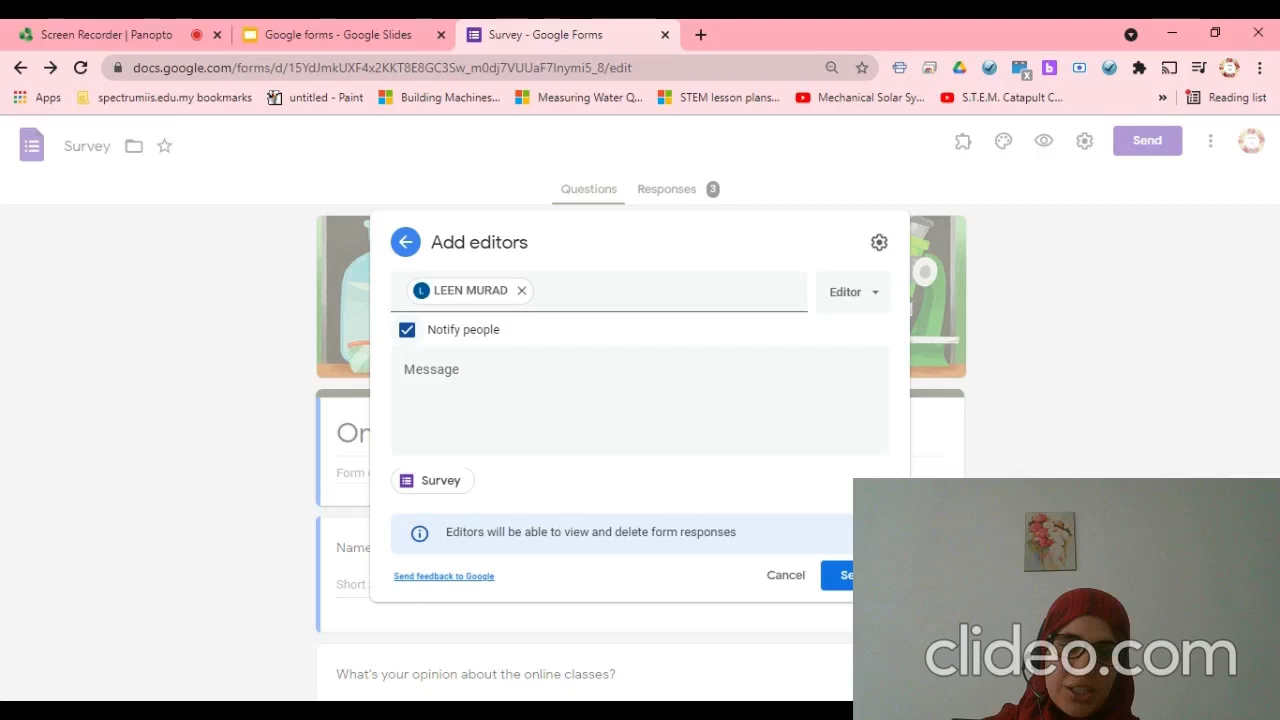 Screen Recorder | Panopto
Google forms - Google Slides
Survey - Google Forms
docs.google.com/forms/d/15YdJmkUXF4x2KKT8E8GC3Sw_m0dj7VUUaF7Inymi5_8/edit
Apps
spectrumiis.edu.my bookmarks
untitled - Paint
Building Machines...
Measuring Water Q...
STEM lesson plans...
Mechanical Solar Sy...
S.T.E.M. Catapult C...
»
Reading list
Survey
Send
Questions
Responses 3
Add editors
L LEEN MURAD
Editor
Notify people
Message
On
Form
Survey
Editors will be able to view and delete form responses
Name
Send feedback to Google
Cancel
Se
Short
clideo.com
What's your opinion about the online classes?